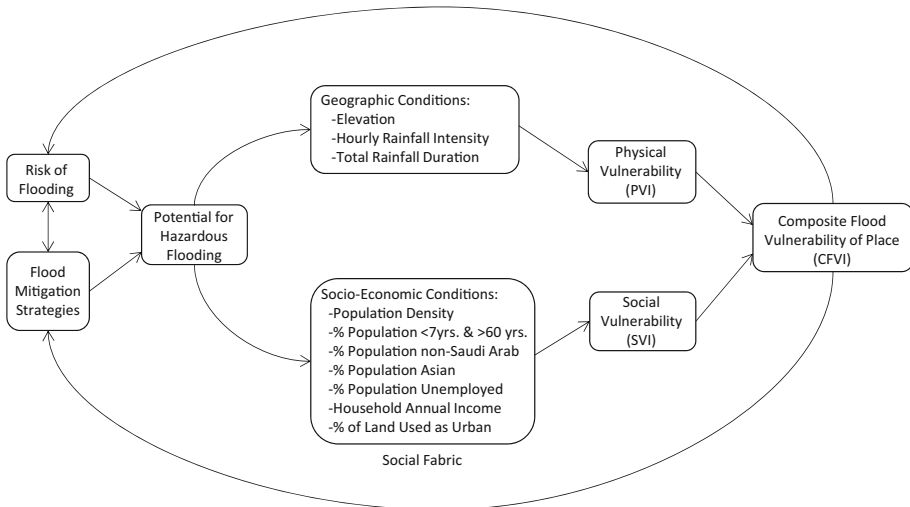 Geographic Conditions:
-Elevation
-Hourly Rainfall Intensity
-Total Rainfall Duration
Risk of
Flooding
Physical
Vulnerability
(PVI)
Potential for
Hazardous
Flooding
Composite Flood
Vulnerability of Place
(CFVI)
Flood
Mitigation
Strategies
Socio-Economic Conditions:
-Population Density
-% Population <7yrs. & >60 yrs.
-% Population non-Saudi Arab
-% Population Asian
-% Population Unemployed
-Household Annual Income
-% of Land Used as Urban
Social
Vulnerability
(SVI)
Social Fabric